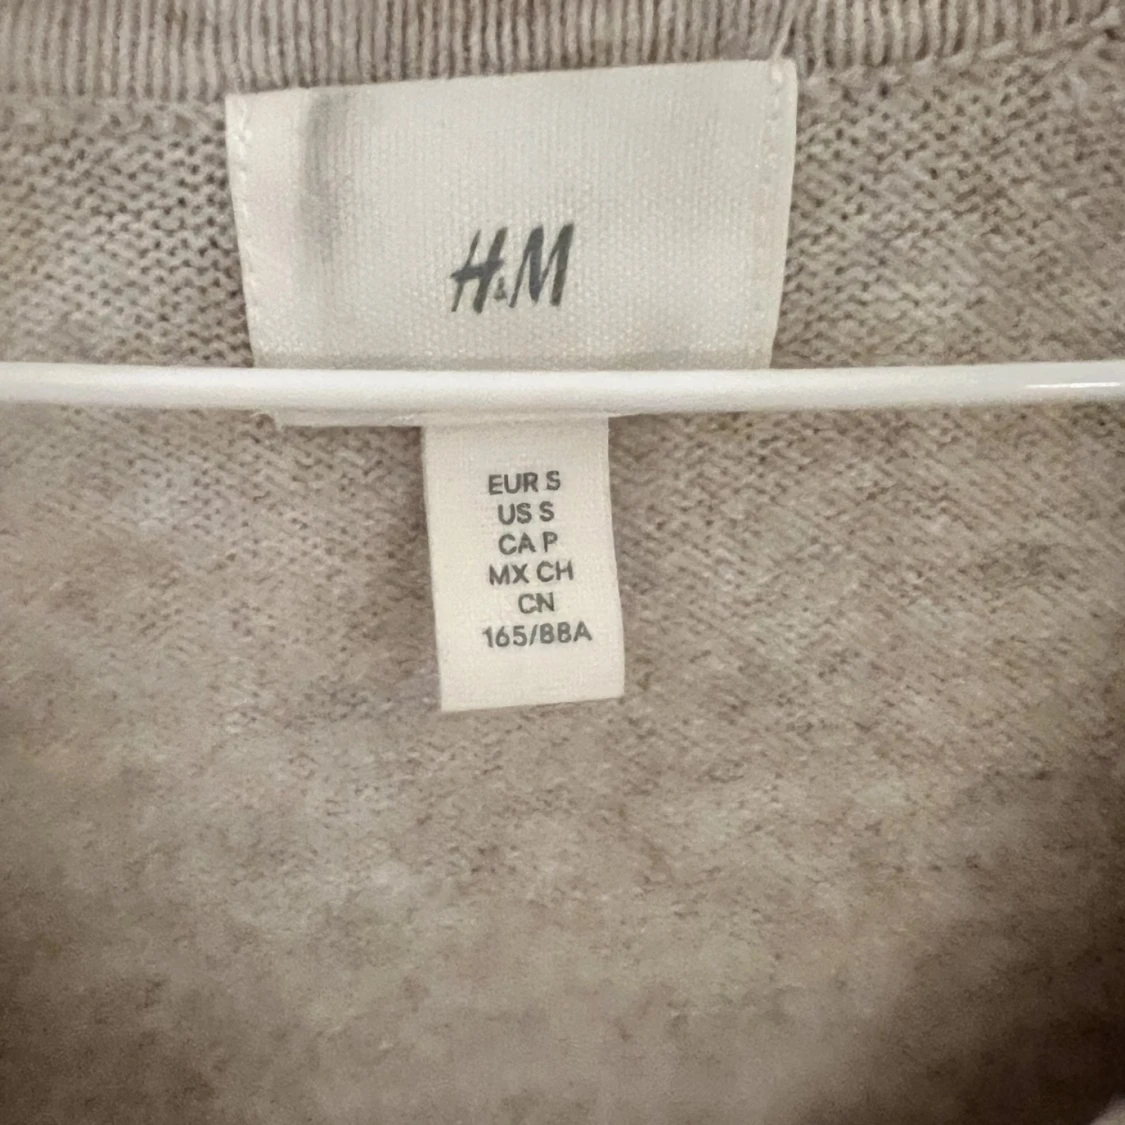 H&M
EUR S
US S
CA P
MX CH
CN
165/88A